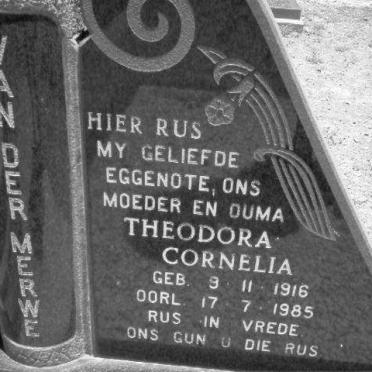 VAN DER MERWE
HIER RUS
MY GELIEFDE
EGGENOTE, ONS
MOEDER EN OUMA
THEODORA
CORNELIA
GEB. 9 · 11 · 1916
OORL. 17 · 7 · 1985
RUS IN VREDE
ONS GUN U DIE RUS